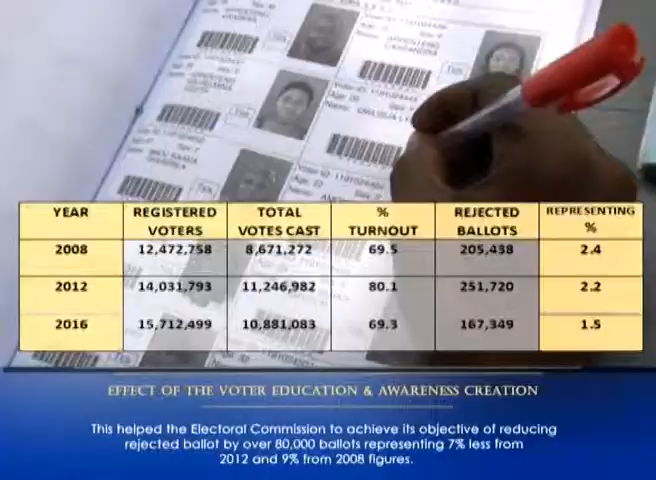 YEAR
REGISTERED VOTERS
TOTAL VOTES CAST
% TURNOUT
REJECTED BALLOTS
REPRESENTING %
2008 12,472,758 8,671,272 69.5 205,438 2.4
2012 14,031,793 11,246,982 80.1 251,720 2.2
2016 15,712,499 10,881,083 69.3 167,349 1.5
EFFECT OF THE VOTER EDUCATION & AWARENESS CREATION
This helped the Electoral Commission to achieve its objective of reducing
rejected ballot by over 80,000 ballots representing 7% less from
2012 and 9% from 2008 figures.